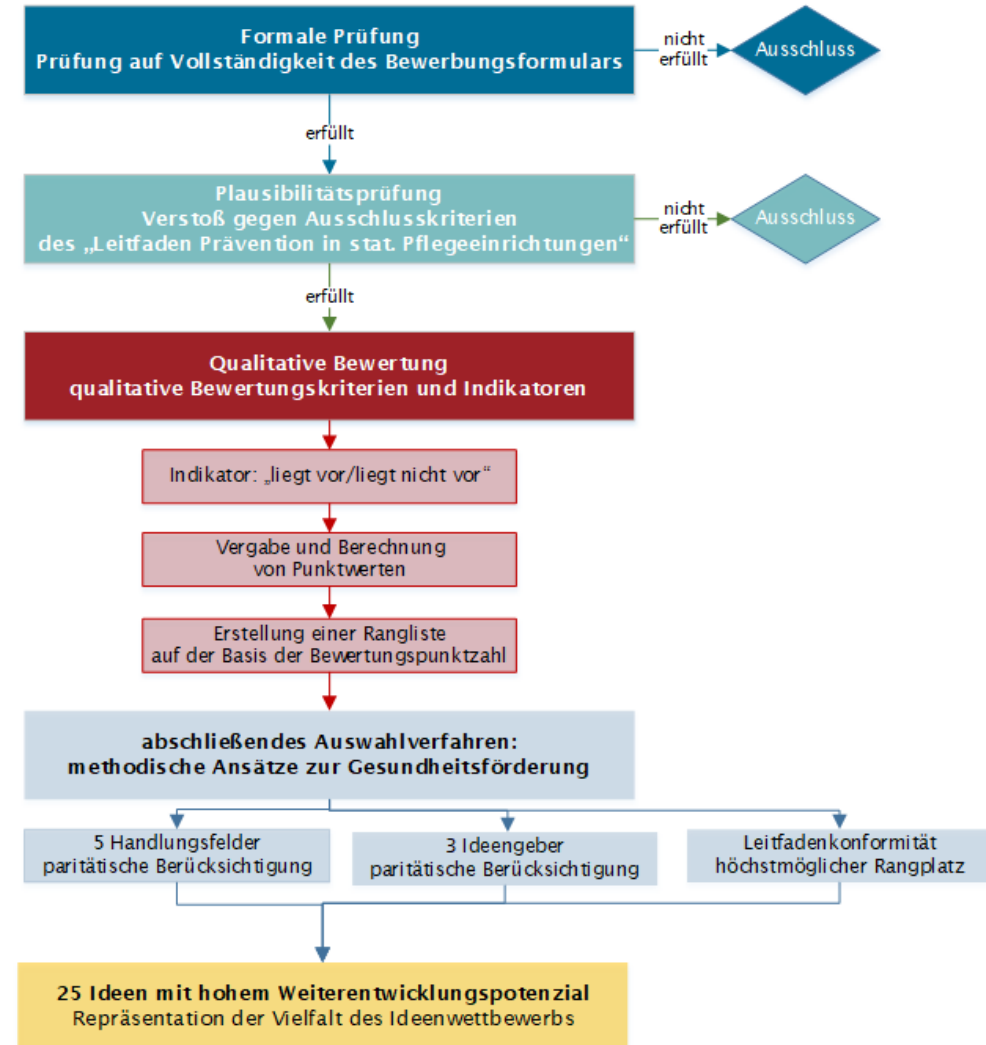 Formale Prüfung
Prüfung auf Vollständigkeit des Bewerbungsformulars
nicht
erfüllt
Ausschluss
erfüllt
Plausibilitätsprüfung
Verstoß gegen Ausschlusskriterien
des „Leitfaden Prävention in stat. Pflegeeinrichtungen“
nicht
erfüllt
Ausschluss
erfüllt
Qualitative Bewertung
qualitative Bewertungskriterien und Indikatoren
Indikator: „liegt vor/liegt nicht vor“
Vergabe und Berechnung
von Punktwerten
Erstellung einer Rangliste
auf der Basis der Bewertungspunktzahl
abschließendes Auswahlverfahren:
methodische Ansätze zur Gesundheitsförderung
5 Handlungsfelder
paritätische Berücksichtigung
3 Ideengeber
paritätische Berücksichtigung
Leitfadenkonformität
höchstmöglicher Rangplatz
25 Ideen mit hohem Weiterentwicklungspotenzial
Repräsentation der Vielfalt des Ideenwettbewerbs